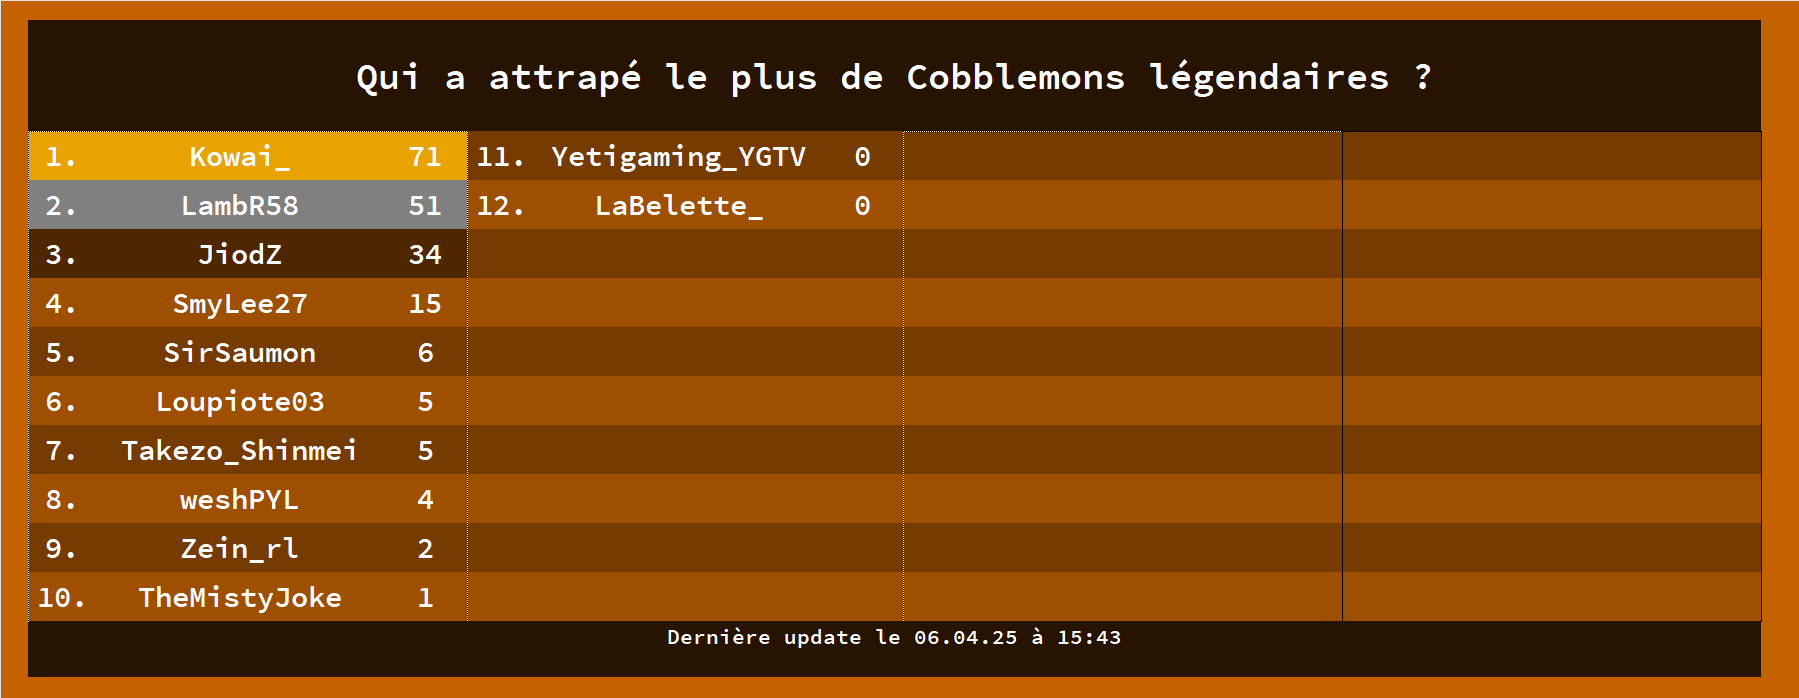 Qui a attrapé le plus de Cobblemons légendaires ?
1. Kowai_ 71
2. LambR58 51
3. JiodZ 34
4. SmyLee27 15
5. SirSaumon 6
6. Loupiote03 5
7. Takezo_Shinmei 5
8. weshPYL 4
9. Zein_rl 2
10. TheMistyJoke 1
11. Yetigaming_YGTV 0
12. LaBelette_ 0
Dernière update le 06.04.25 à 15:43